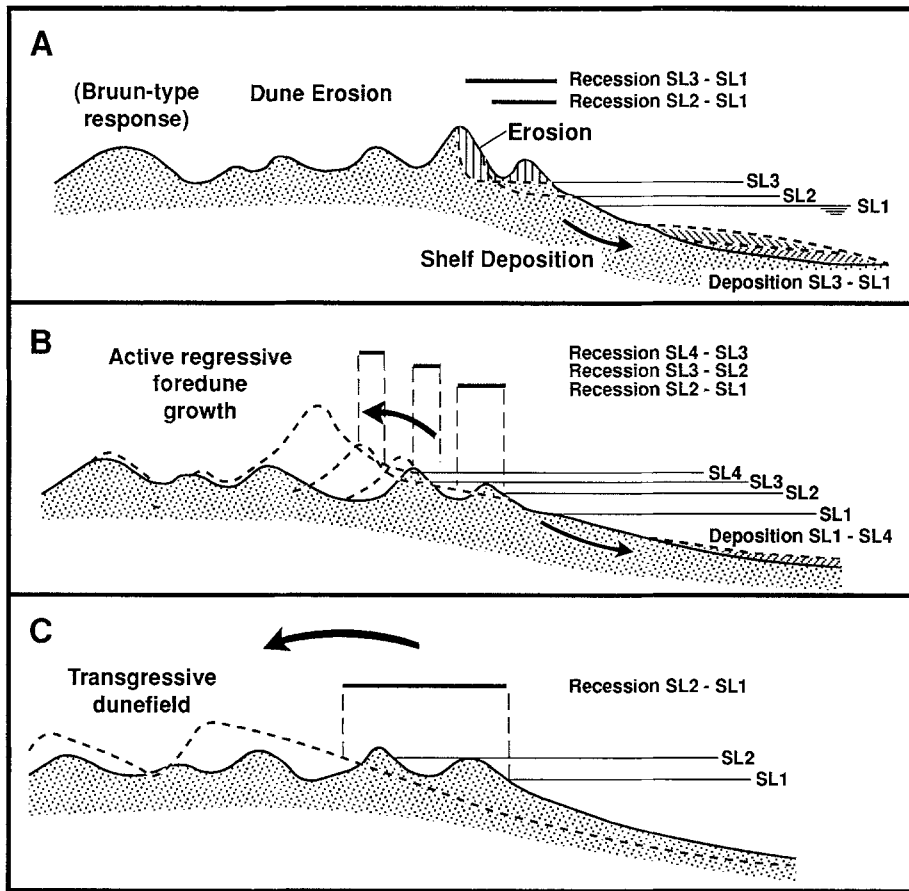 A
(Bruun-type
response)
Dune Erosion
Recession SL3 - SL1
Recession SL2 - SL1
Erosion
SL3
SL2
SL1
Shelf Deposition
Deposition SL3 - SL1
B
Active regressive
foredune
growth
Recession SL4 - SL3
Recession SL3 - SL2
Recession SL2 - SL1
SL4
SL3
SL2
SL1
Deposition SL1 - SL4
C
Transgressive
dunefield
Recession SL2 - SL1
SL2
SL1